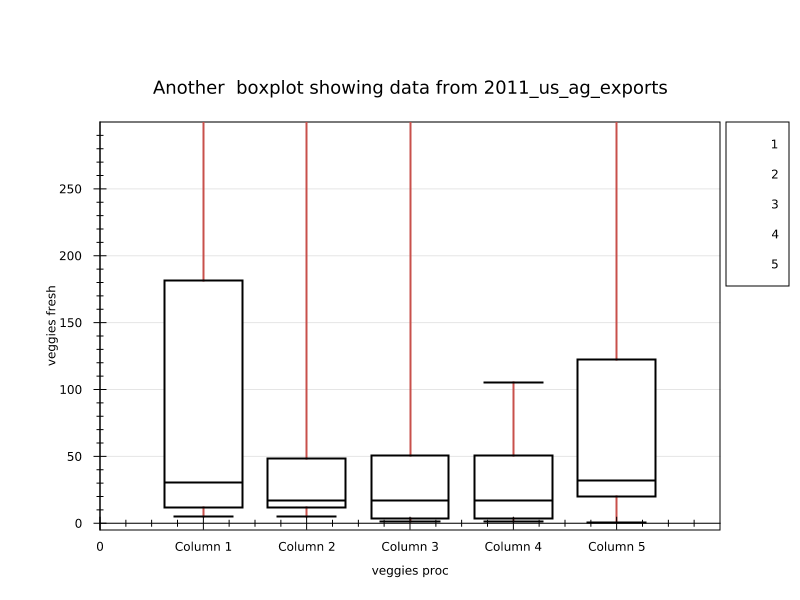 Another  boxplot showing data from 2011_us_ag_exports
1
2
3
4
5
250
200
150
100
50
0
veggies fresh
0 Column 1 Column 2 Column 3 Column 4 Column 5
veggies proc